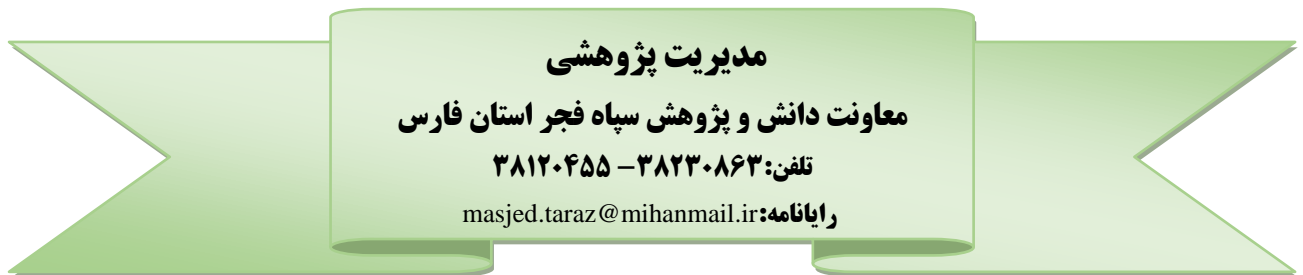 مدیریت پژوهشی
معاونت دانش و پژوهش سپاه فجر استان فارس
تلفن:۳۸۲۳۰۸۶۳- ۳۸۱۲۰۴۵۵
رایانامه:masjed.taraz@mihanmail.ir